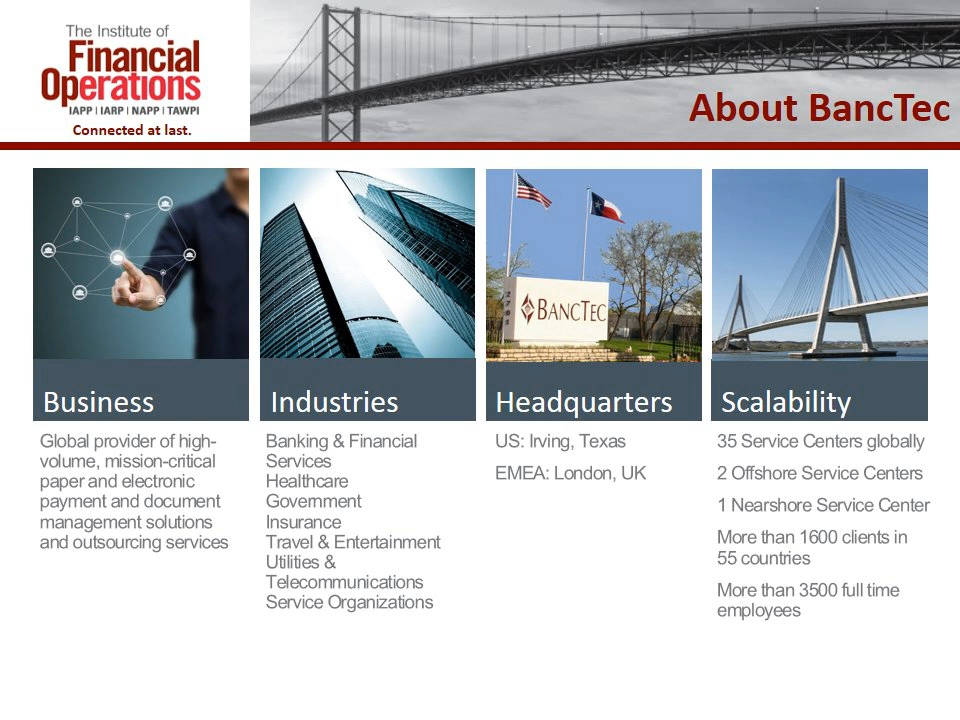 The Institute of
Financial
Operations
IAPP | IARP | NAPP | TAWPI
Connected at last.
About BancTec
2701
BANCTEC
Business
Global provider of high-
volume, mission-critical
paper and electronic
payment and document
management solutions
and outsourcing services
Industries
Banking & Financial
Services
Healthcare
Government
Insurance
Travel & Entertainment
Utilities &
Telecommunications
Service Organizations
Headquarters
US: Irving, Texas
EMEA: London, UK
Scalability
35 Service Centers globally
2 Offshore Service Centers
1 Nearshore Service Center
More than 1600 clients in
55 countries
More than 3500 full time
employees